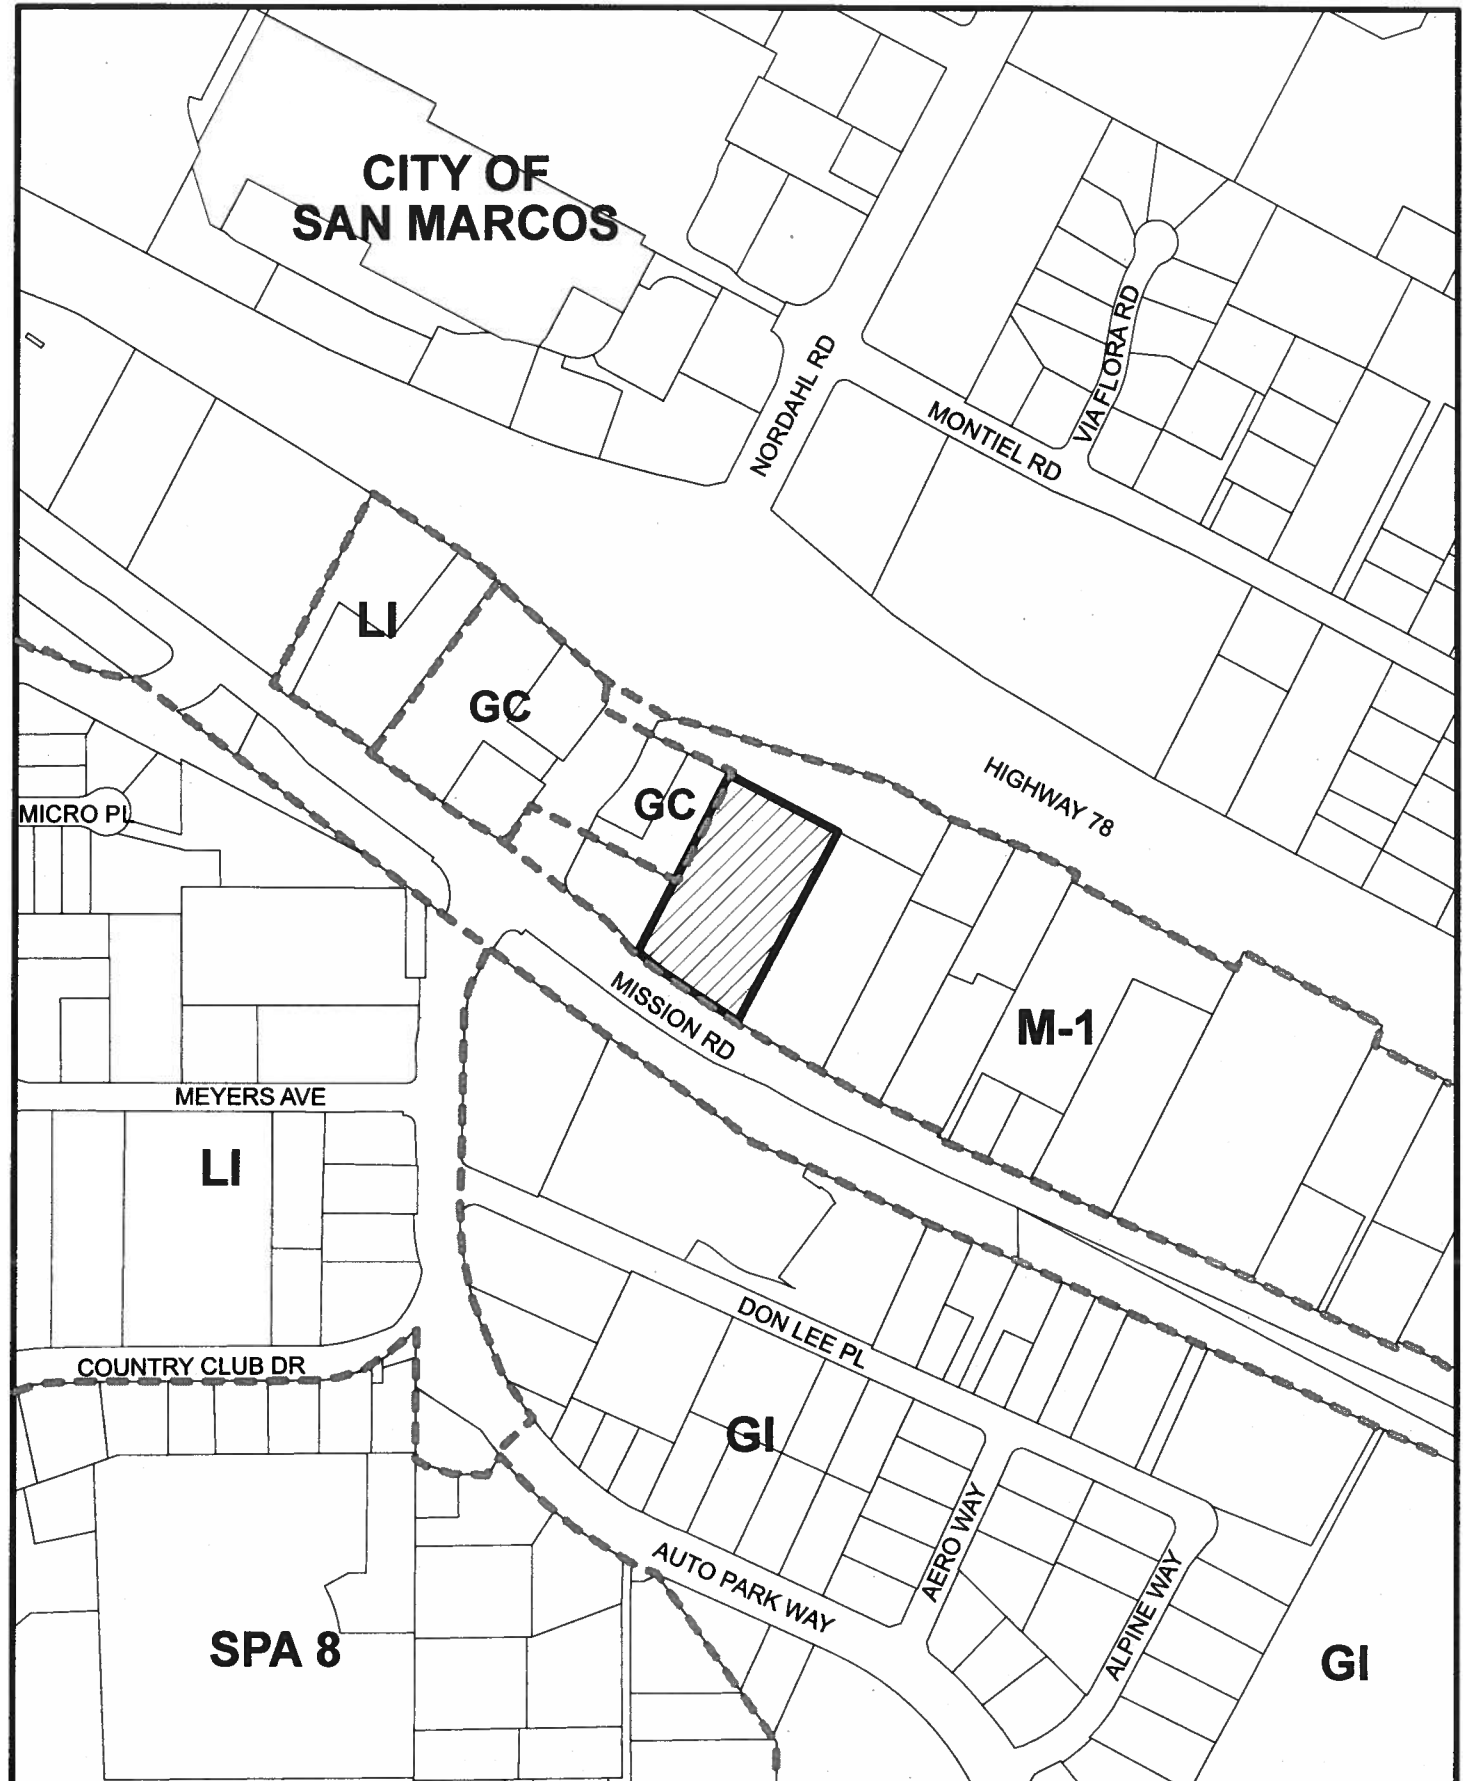 CITY OF
SAN MARCOS
NORDAHL RD
MONTIEL RD
VIA FLORA RD
LI
GC
GC
HIGHWAY 78
MICRO PL
MISSION RD
M-1
MEYERS AVE
LI
DON LEE PL
COUNTRY CLUB DR
GI
AERO WAY
AUTO PARK WAY
ALPINE WAY
SPA 8
GI